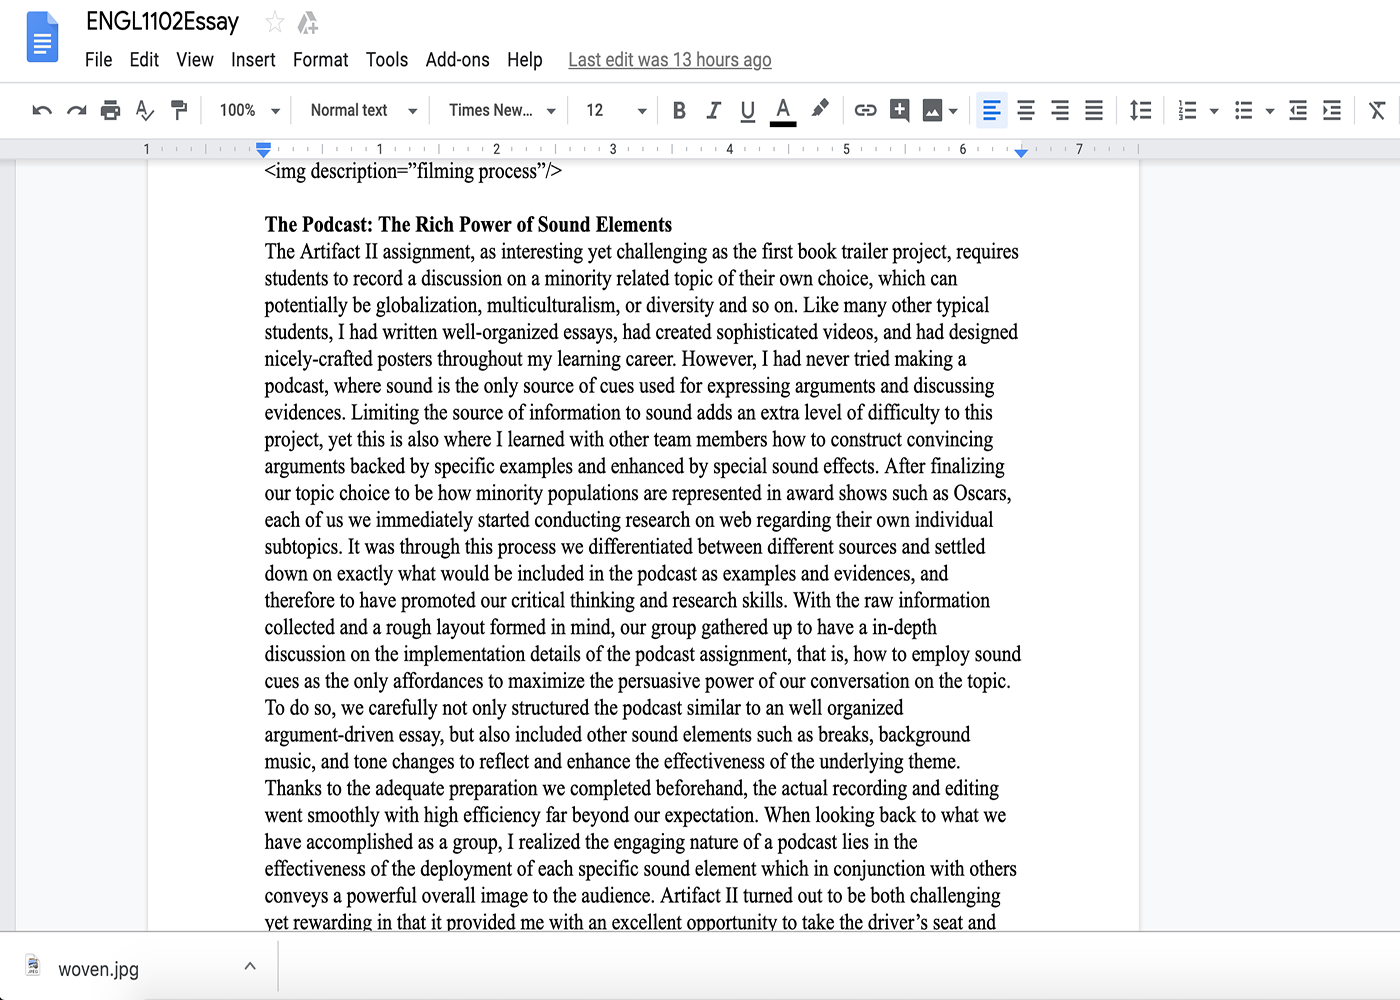 ENGL1102Essay
File Edit View Insert Format Tools Add-ons Help Last edit was 13 hours ago
100% Normal text Times New... 12 B I U A
1 1 2 3 4 5 6 7
<img description=”filming process”/>
The Podcast: The Rich Power of Sound Elements
The Artifact II assignment, as interesting yet challenging as the first book trailer project, requires
students to record a discussion on a minority related topic of their own choice, which can
potentially be globalization, multiculturalism, or diversity and so on. Like many other typical
students, I had written well-organized essays, had created sophisticated videos, and had designed
nicely-crafted posters throughout my learning career. However, I had never tried making a
podcast, where sound is the only source of cues used for expressing arguments and discussing
evidences. Limiting the source of information to sound adds an extra level of difficulty to this
project, yet this is also where I learned with other team members how to construct convincing
arguments backed by specific examples and enhanced by special sound effects. After finalizing
our topic choice to be how minority populations are represented in award shows such as Oscars,
each of us we immediately started conducting research on web regarding their own individual
subtopics. It was through this process we differentiated between different sources and settled
down on exactly what would be included in the podcast as examples and evidences, and
therefore to have promoted our critical thinking and research skills. With the raw information
collected and a rough layout formed in mind, our group gathered up to have a in-depth
discussion on the implementation details of the podcast assignment, that is, how to employ sound
cues as the only affordances to maximize the persuasive power of our conversation on the topic.
To do so, we carefully not only structured the podcast similar to an well organized
argument-driven essay, but also included other sound elements such as breaks, background
music, and tone changes to reflect and enhance the effectiveness of the underlying theme.
Thanks to the adequate preparation we completed beforehand, the actual recording and editing
went smoothly with high efficiency far beyond our expectation. When looking back to what we
have accomplished as a group, I realized the engaging nature of a podcast lies in the
effectiveness of the deployment of each specific sound element which in conjunction with others
conveys a powerful overall image to the audience. Artifact II turned out to be both challenging
yet rewarding in that it provided me with an excellent opportunity to take the driver’s seat and
woven.jpg